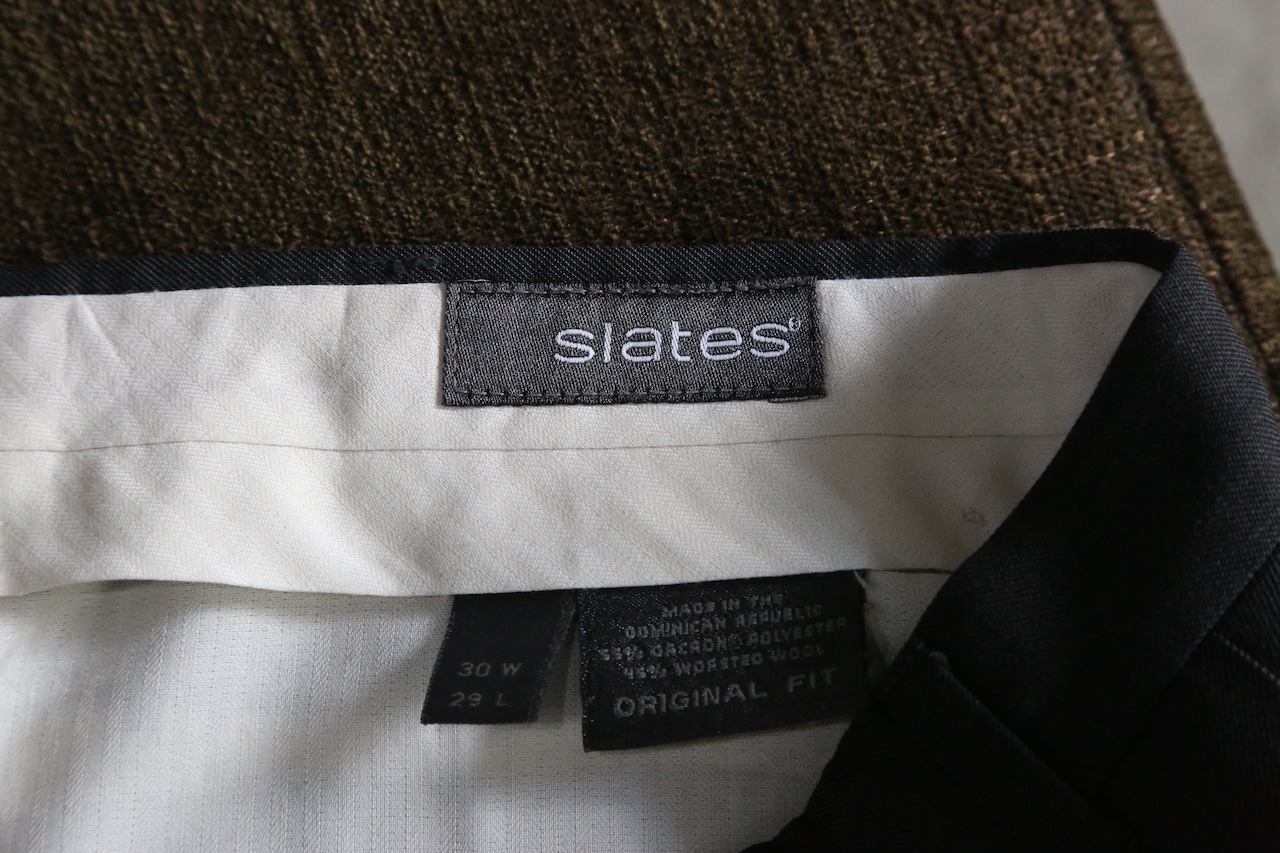 slates®
30 W
29 L
MADE IN THE
DOMINICAN REPUBLIC
55% DACRON® POLYESTER
45% WORSTED WOOL
ORIGINAL FIT